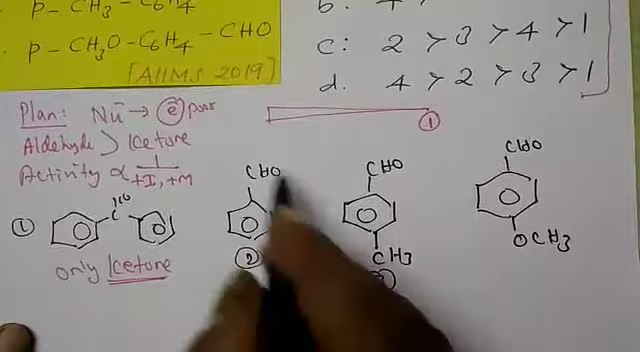 p - CH3 - C6H4
p - CH3O - C6H4 - CHO
[AIIMS 2019]
b.
c: 2 > 3 > 4 > 1
d. 4 > 2 > 3 > 1
Plan: Nu → e poor
Aldehyde > Ketone
Activity ∝ 1/+I, +M
①
① C
only Ketone
CHO
②
CHO
CH3
CHO
OCH3